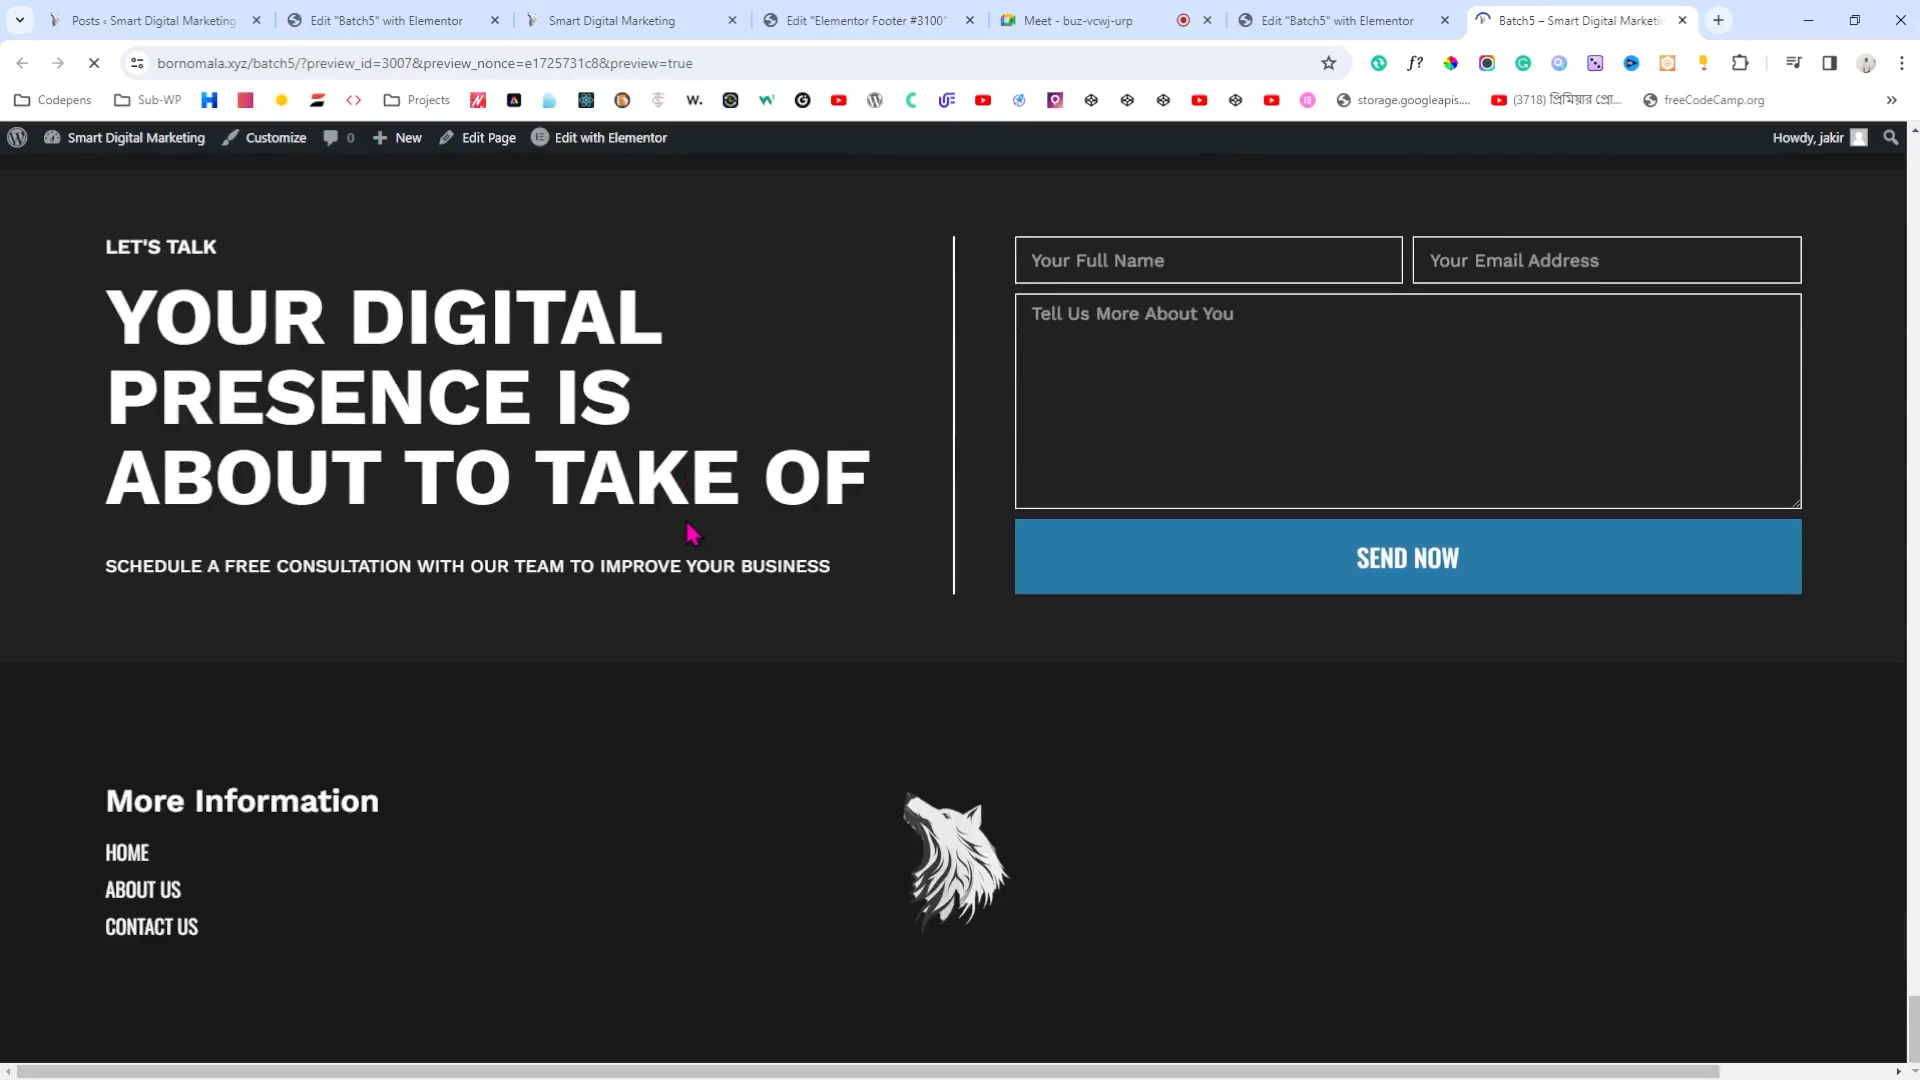 Posts ‹ Smart Digital Marketing
Edit "Batch5" with Elementor
Smart Digital Marketing
Edit "Elementor Footer #3100"
Meet - buz-vcwj-urp
Edit "Batch5" with Elementor
Batch5 – Smart Digital Marketin
bornomala.xyz/batch5/?preview_id=3007&preview_nonce=e1725731c8&preview=true
Codepens
Sub-WP
Projects
storage.googleapis....
(3718) প্রিমিয়ার প্রো...
freeCodeCamp.org
Smart Digital Marketing
Customize
0
New
Edit Page
Edit with Elementor
Howdy, jakir
LET'S TALK
YOUR DIGITAL
PRESENCE IS
ABOUT TO TAKE OF
SCHEDULE A FREE CONSULTATION WITH OUR TEAM TO IMPROVE YOUR BUSINESS
Your Full Name
Your Email Address
Tell Us More About You
SEND NOW
More Information
HOME
ABOUT US
CONTACT US